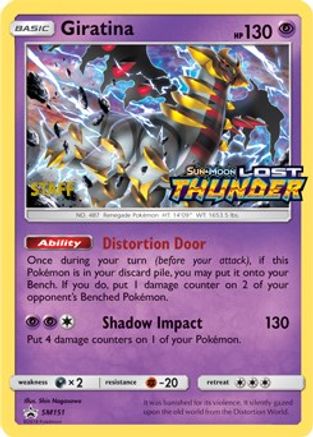 BASIC
Giratina
HP130
STAFF
SUN & MOON LOST
THUNDER
NO. 487 Renegade Pokémon HT: 14'09" WT: 1653.5 lbs.
Ability Distortion Door
Once during your turn (before your attack), if this
Pokémon is in your discard pile, you may put it onto your
Bench. If you do, put 1 damage counter on 2 of your
opponent's Benched Pokémon.
Shadow Impact 130
Put 4 damage counters on 1 of your Pokémon.
weakness ×2 resistance -20 retreat
Illus. Shin Nagasawa
SM151
©2018 Pokémon
It was banished for its violence. It silently gazed
upon the old world from the Distortion World.